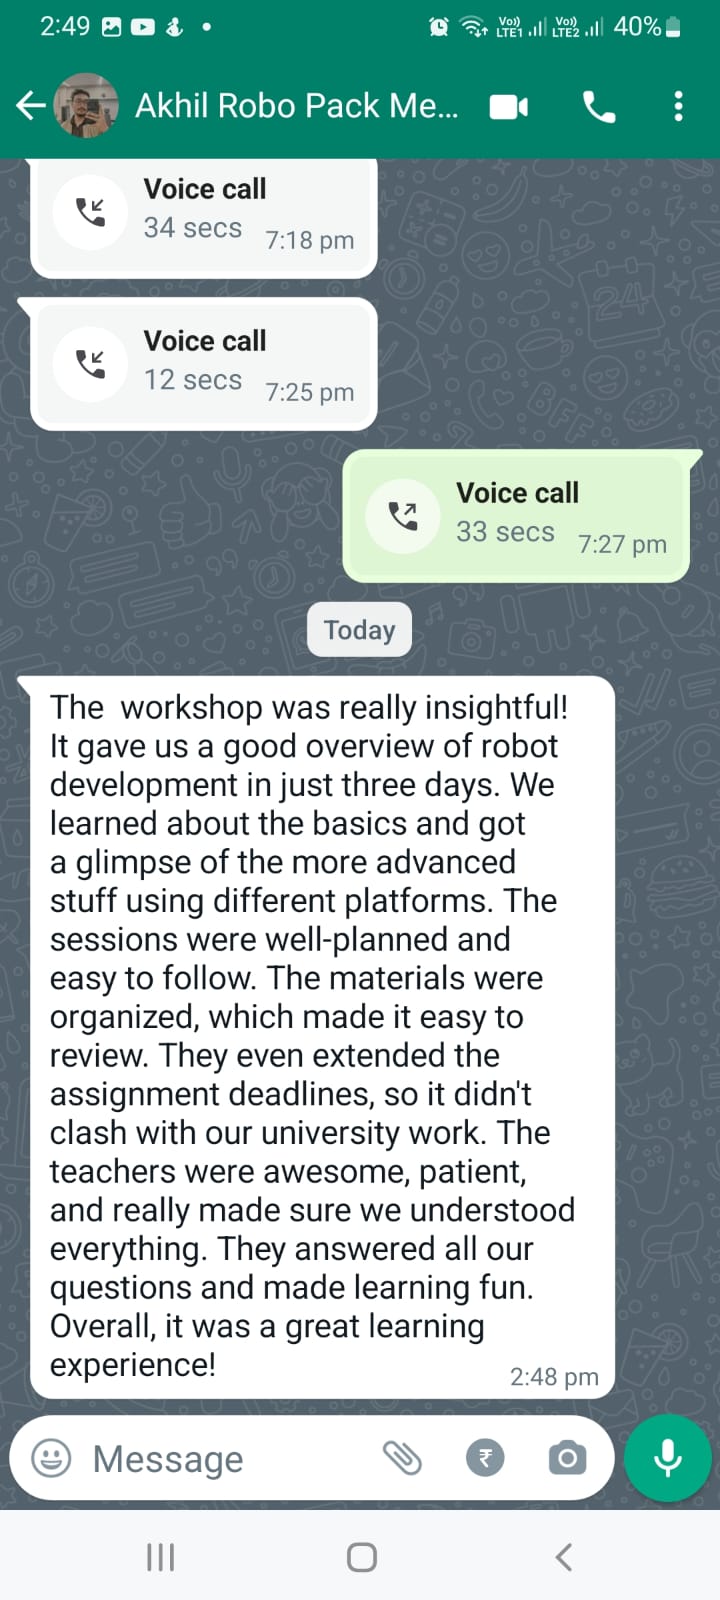 2:49
Vo)) LTE1 Vo)) LTE2 40%
Akhil Robo Pack Me...
Voice call
34 secs 7:18 pm
Voice call
12 secs 7:25 pm
Voice call
33 secs 7:27 pm
Today
The  workshop was really insightful!
It gave us a good overview of robot
development in just three days. We
learned about the basics and got
a glimpse of the more advanced
stuff using different platforms. The
sessions were well-planned and
easy to follow. The materials were
organized, which made it easy to
review. They even extended the
assignment deadlines, so it didn't
clash with our university work. The
teachers were awesome, patient,
and really made sure we understood
everything. They answered all our
questions and made learning fun.
Overall, it was a great learning
experience!
2:48 pm
Message
₹